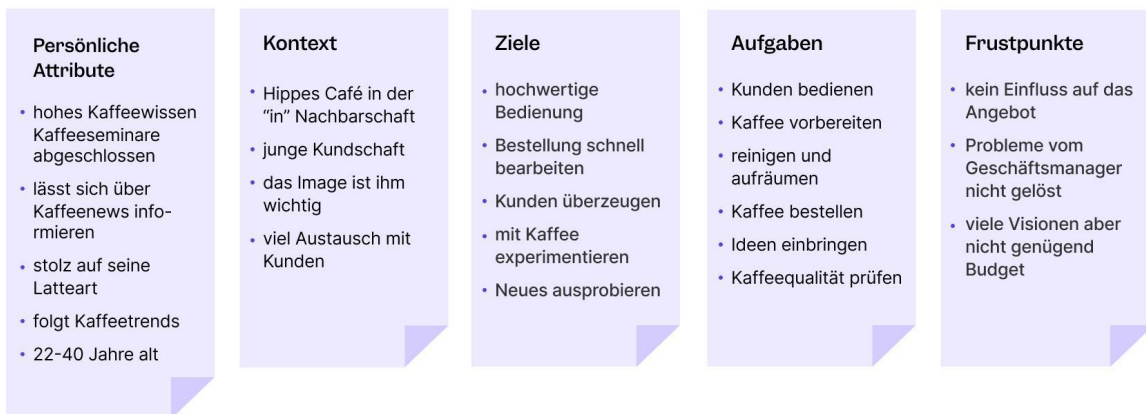 Persönliche
Attribute
• hohes Kaffeewissen
Kaffeeseminare
abgeschlossen
• lässt sich über
Kaffeenews info-
rmieren
• stolz auf seine
Latteart
• folgt Kaffeetrends
• 22-40 Jahre alt
Kontext
• Hippes Café in der
“in” Nachbarschaft
• junge Kundschaft
• das Image ist ihm
wichtig
• viel Austausch mit
Kunden
Ziele
• hochwertige
Bedienung
• Bestellung schnell
bearbeiten
• Kunden überzeugen
• mit Kaffee
experimentieren
• Neues ausprobieren
Aufgaben
• Kunden bedienen
• Kaffee vorbereiten
• reinigen und
aufräumen
• Kaffee bestellen
• Ideen einbringen
• Kaffeequalität prüfen
Frustpunkte
• kein Einfluss auf das
Angebot
• Probleme vom
Geschäftsmanager
nicht gelöst
• viele Visionen aber
nicht genügend
Budget